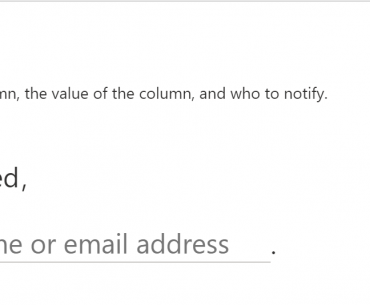 mn, the value of the column, and who to notify.
ed,
ne or email address.